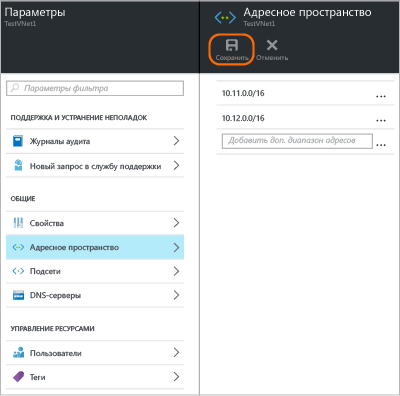 Параметры
TestVNet1
Параметры фильтра
ПОДДЕРЖКА И УСТРАНЕНИЕ НЕПОЛАДОК
Журналы аудита
Новый запрос в службу поддержки
ОБЩИЕ
Свойства
Адресное пространство
Подсети
DNS-серверы
УПРАВЛЕНИЕ РЕСУРСАМИ
Пользователи
Теги
Адресное пространство
TestVNet1
Сохранить Отменить
10.11.0.0/16 ...
10.12.0.0/16 ...
Добавить доп. диапазон адресов ...